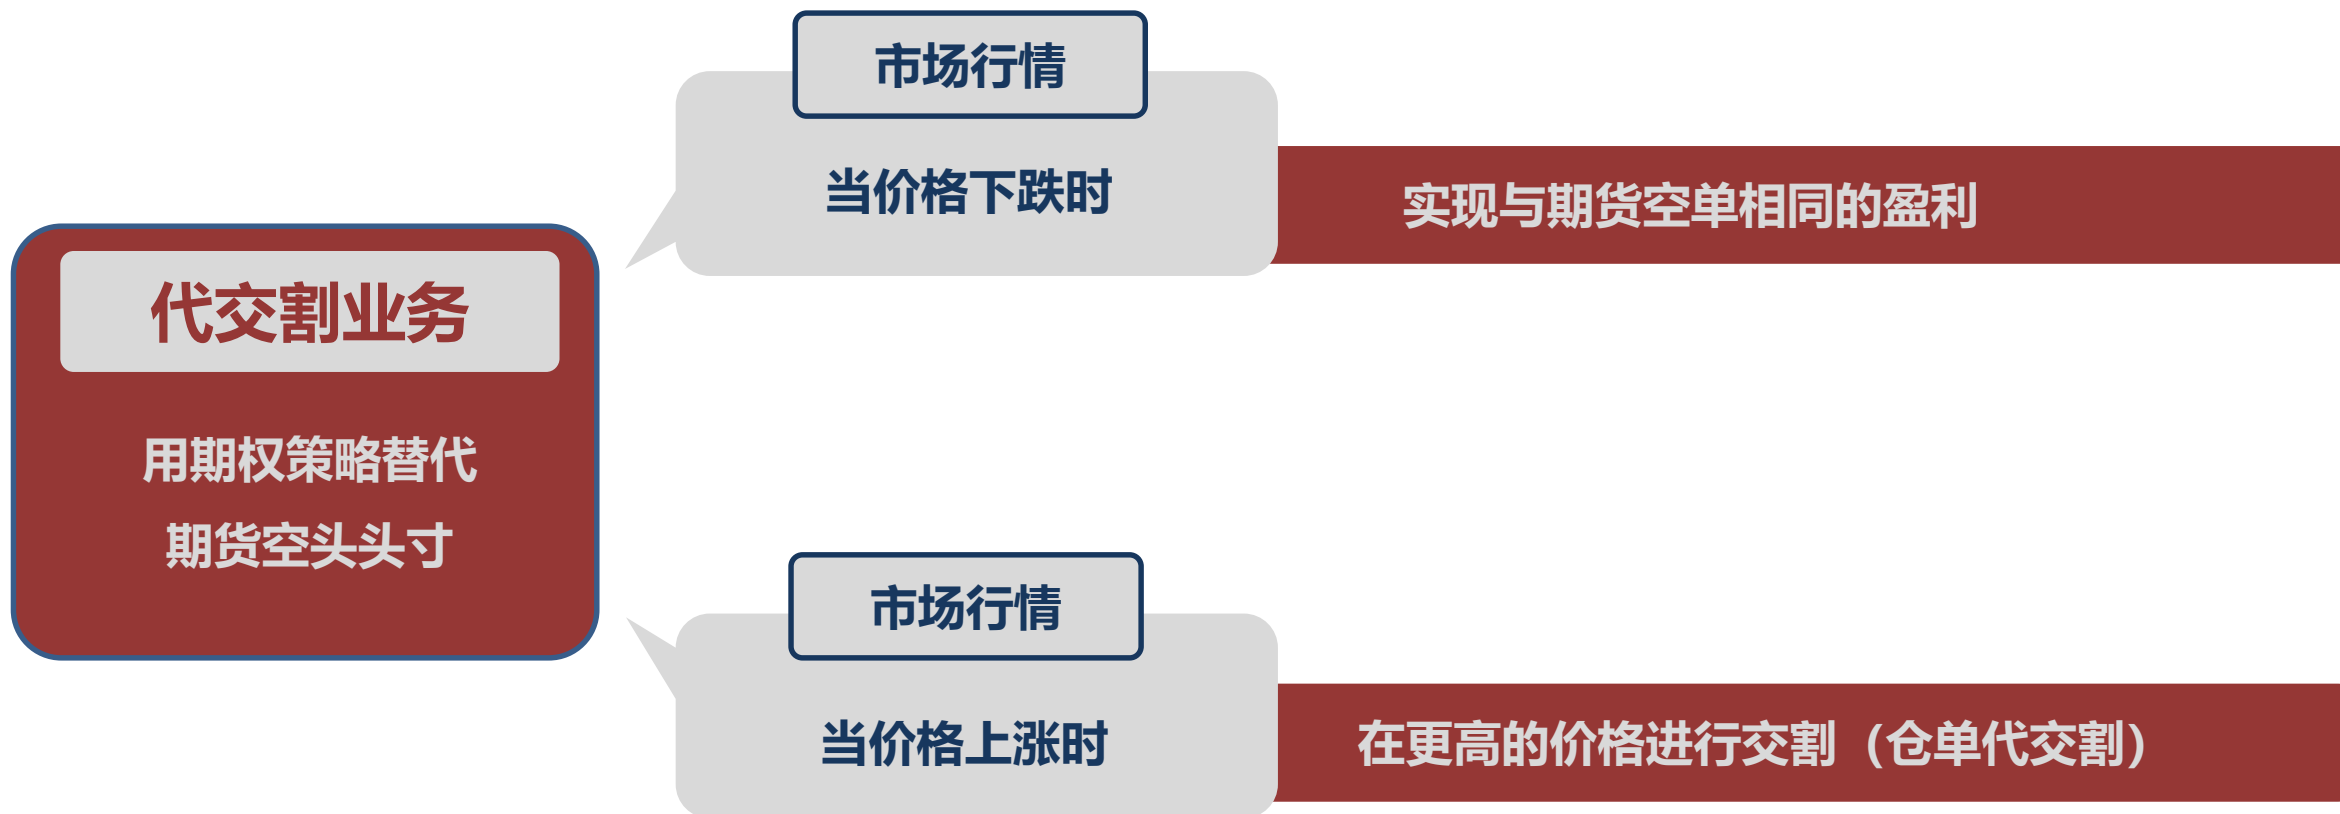 市场行情
当价格下跌时
实现与期货空单相同的盈利
代交割业务
用期权策略替代
期货空头头寸
市场行情
当价格上涨时
在更高的价格进行交割（仓单代交割）